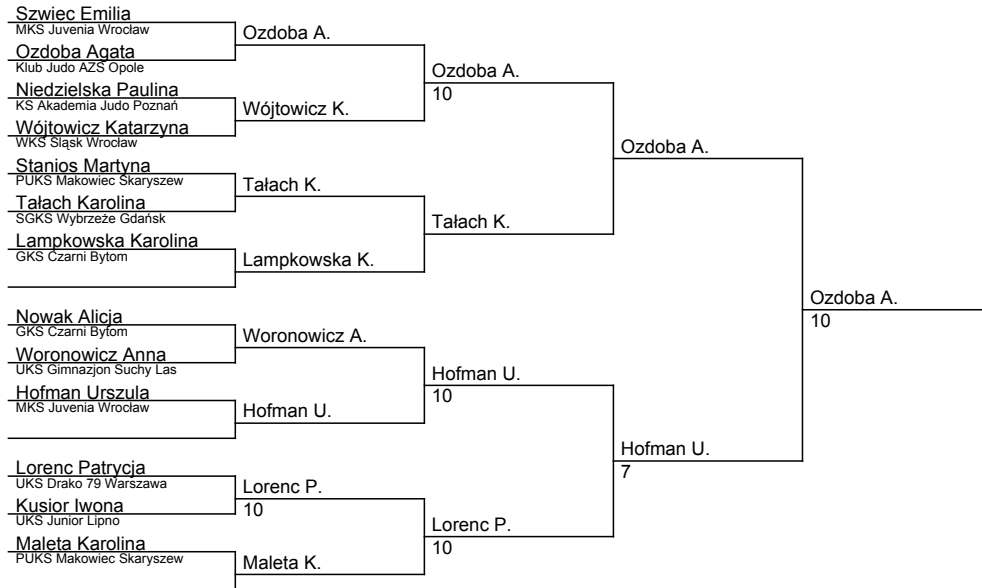 Szwiec Emilia
MKS Juvenia Wrocław
Ozdoba Agata
Klub Judo AZS Opole
Niedzielska Paulina
KS Akademia Judo Poznań
Wójtowicz Katarzyna
WKS Śląsk Wrocław
Stanios Martyna
PUKS Makowiec Skaryszew
Tałach Karolina
SGKS Wybrzeże Gdańsk
Lampkowska Karolina
GKS Czarni Bytom
Nowak Alicja
GKS Czarni Bytom
Woronowicz Anna
UKS Gimnazjon Suchy Las
Hofman Urszula
MKS Juvenia Wrocław
Lorenc Patrycja
UKS Drako 79 Warszawa
Kusior Iwona
UKS Junior Lipno
Maleta Karolina
PUKS Makowiec Skaryszew
Ozdoba A.
Wójtowicz K.
Tałach K.
Lampkowska K.
Woronowicz A.
Hofman U.
Lorenc P.
10
Maleta K.
Ozdoba A.
10
Tałach K.
Hofman U.
10
Lorenc P.
10
Ozdoba A.
Hofman U.
7
Ozdoba A.
10